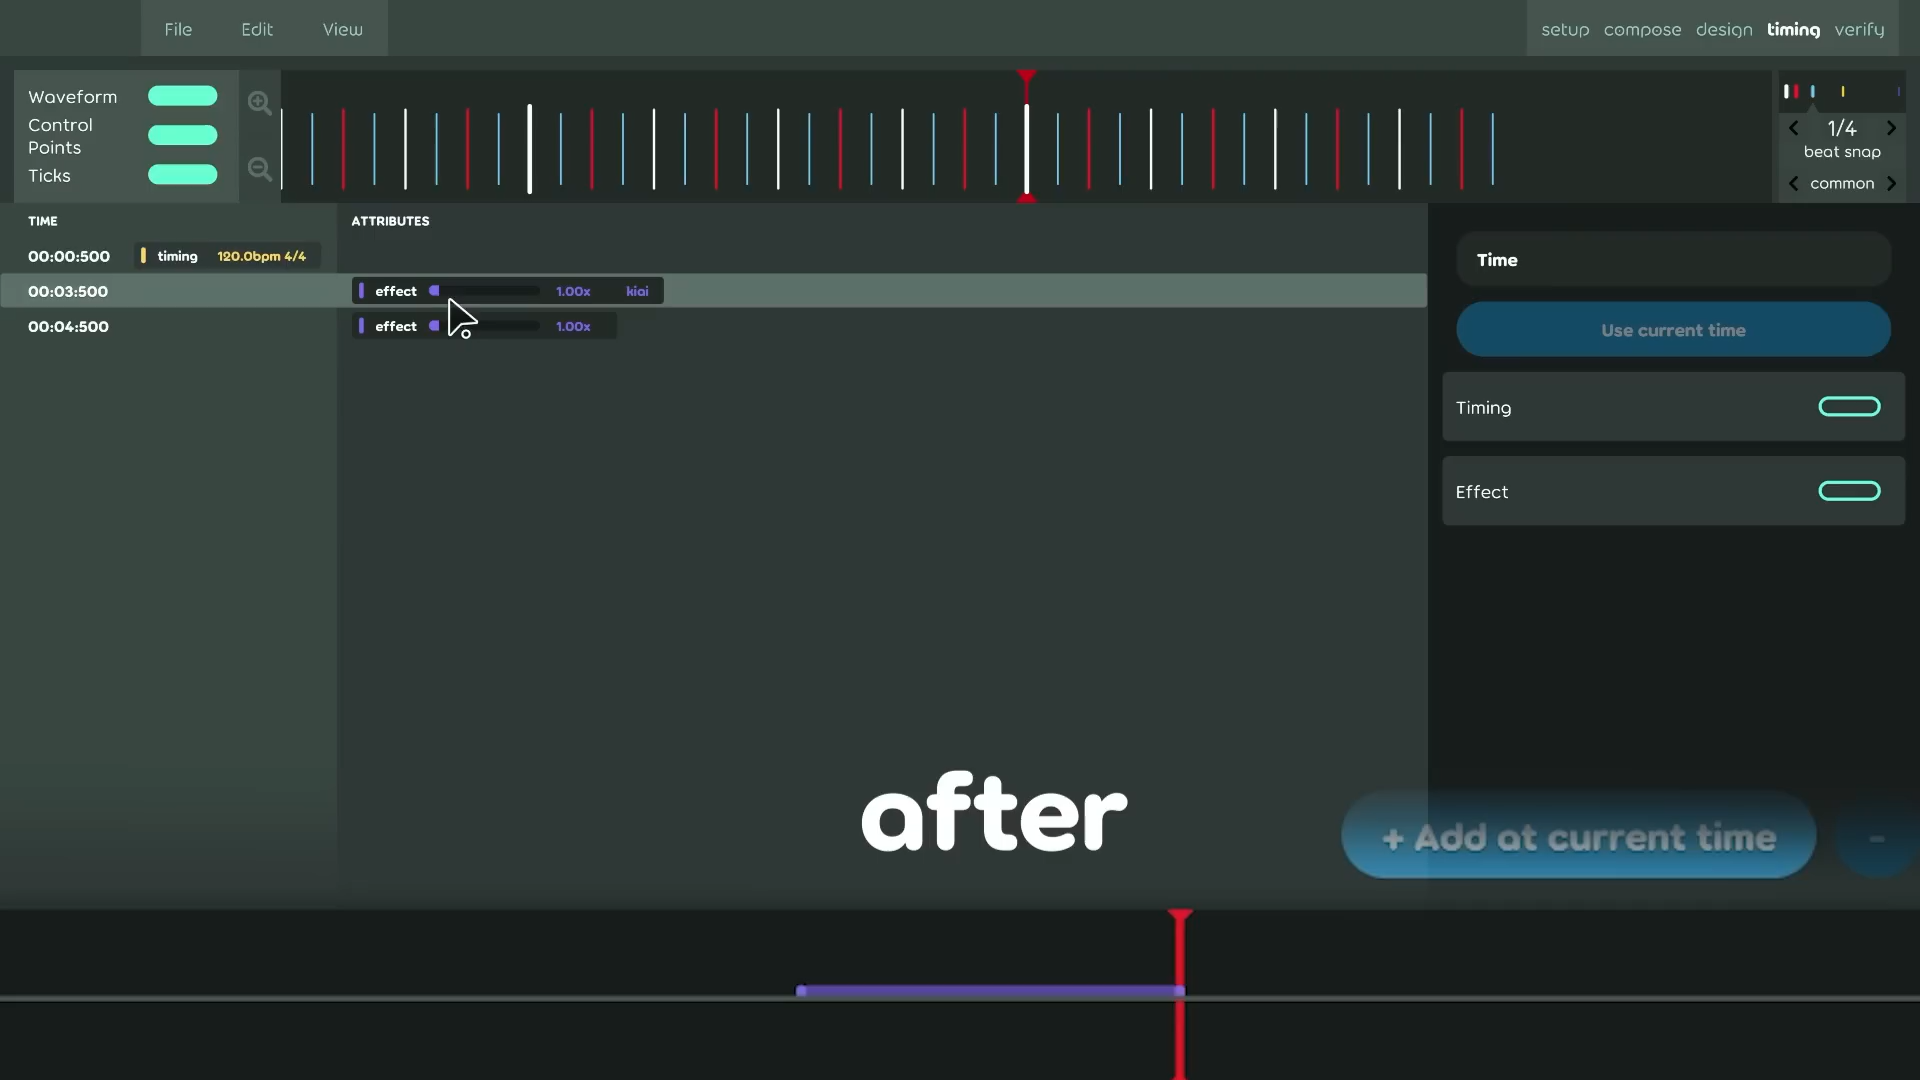 File Edit View
setup compose design timing verify
Waveform
Control
Points
Ticks
1/4
beat snap
common
TIME
ATTRIBUTES
00:00:500 timing 120.0bpm 4/4
00:03:500 effect 1.00x kiai
00:04:500 effect 1.00x
Time
Use current time
Timing
Effect
after
+ Add at current time
-